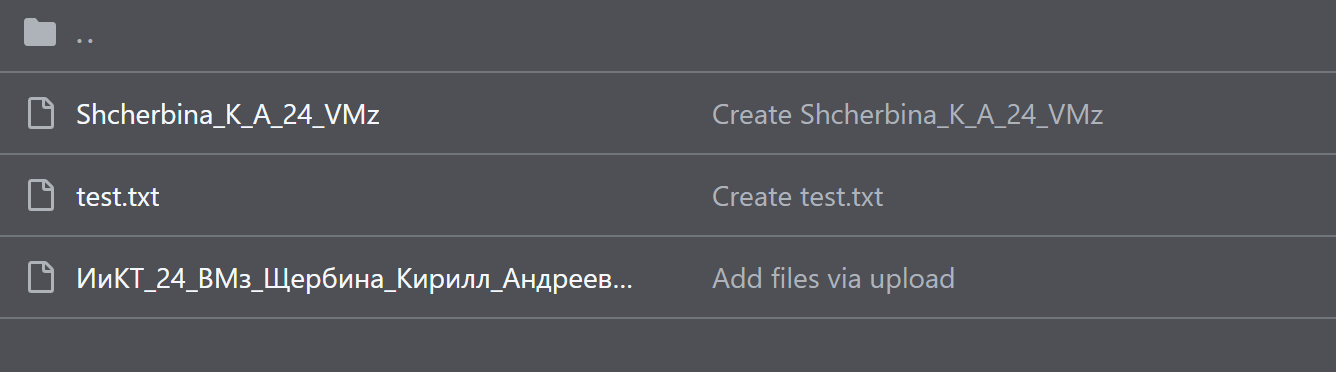 ..
Shcherbina_K_A_24_VMz Create Shcherbina_K_A_24_VMz
test.txt Create test.txt
ИиКТ_24_ВМз_Щербина_Кирилл_Андреев... Add files via upload